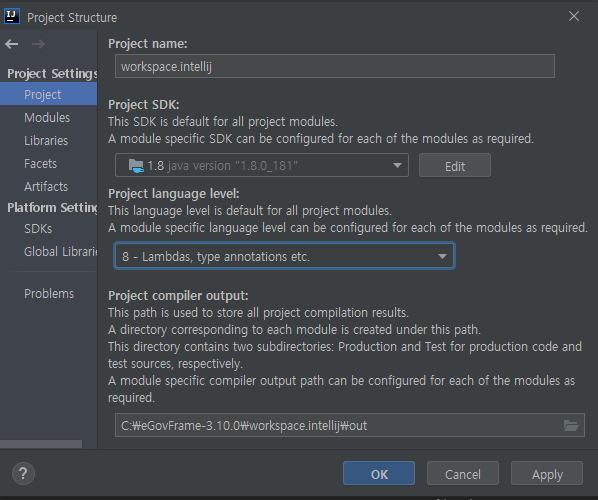 IJ Project Structure
Project Settings
Project
Modules
Libraries
Facets
Artifacts
Platform Setting
SDKs
Global Librarie
Problems
Project name:
workspace.intellij
Project SDK:
This SDK is default for all project modules.
A module specific SDK can be configured for each of the modules as required.
1.8 java version "1.8.0_181"
Edit
Project language level:
This language level is default for all project modules.
A module specific language level can be configured for each of the modules as required.
8 - Lambdas, type annotations etc.
Project compiler output:
This path is used to store all project compilation results.
A directory corresponding to each module is created under this path.
This directory contains two subdirectories: Production and Test for production code and
test sources, respectively.
A module specific compiler output path can be configured for each of the modules as
required.
C:₩eGovFrame-3.10.0₩workspace.intellij₩out
?
OK
Cancel
Apply